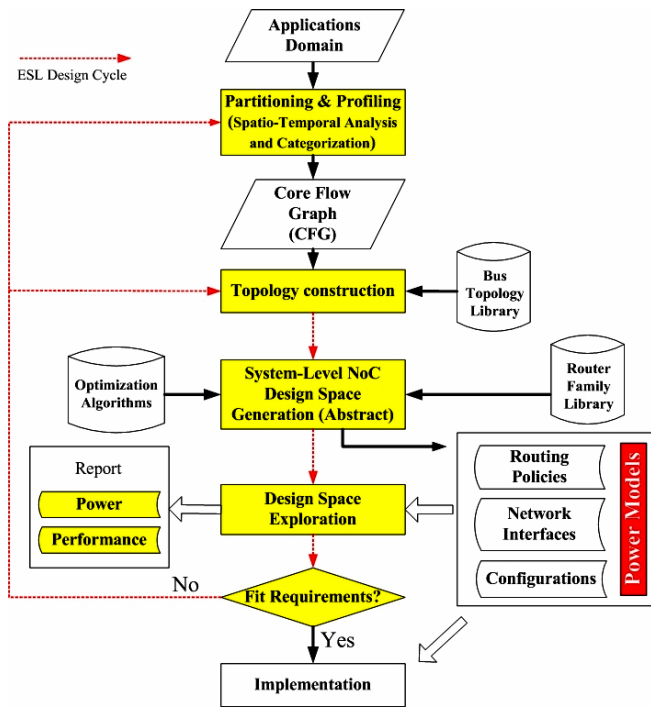 Applications
Domain
ESL Design Cycle
Partitioning & Profiling
(Spatio-Temporal Analysis
and Categorization)
Core Flow
Graph
(CFG)
Topology construction
Bus
Topology
Library
Optimization
Algorithms
System-Level NoC
Design Space
Generation (Abstract)
Router
Family
Library
Report
Power
Performance
Design Space
Exploration
Routing
Policies
Network
Interfaces
Configurations
Power Models
No
Fit Requirements?
Yes
Implementation